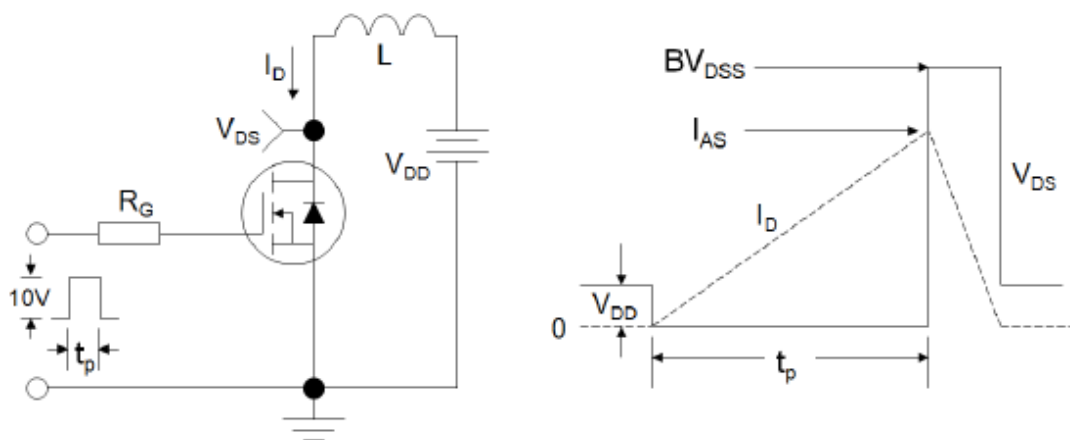 L
I_D
V_DS
V_DD
R_G
10V
t_p
BV_DSS
I_AS
V_DS
I_D
V_DD
0
t_p